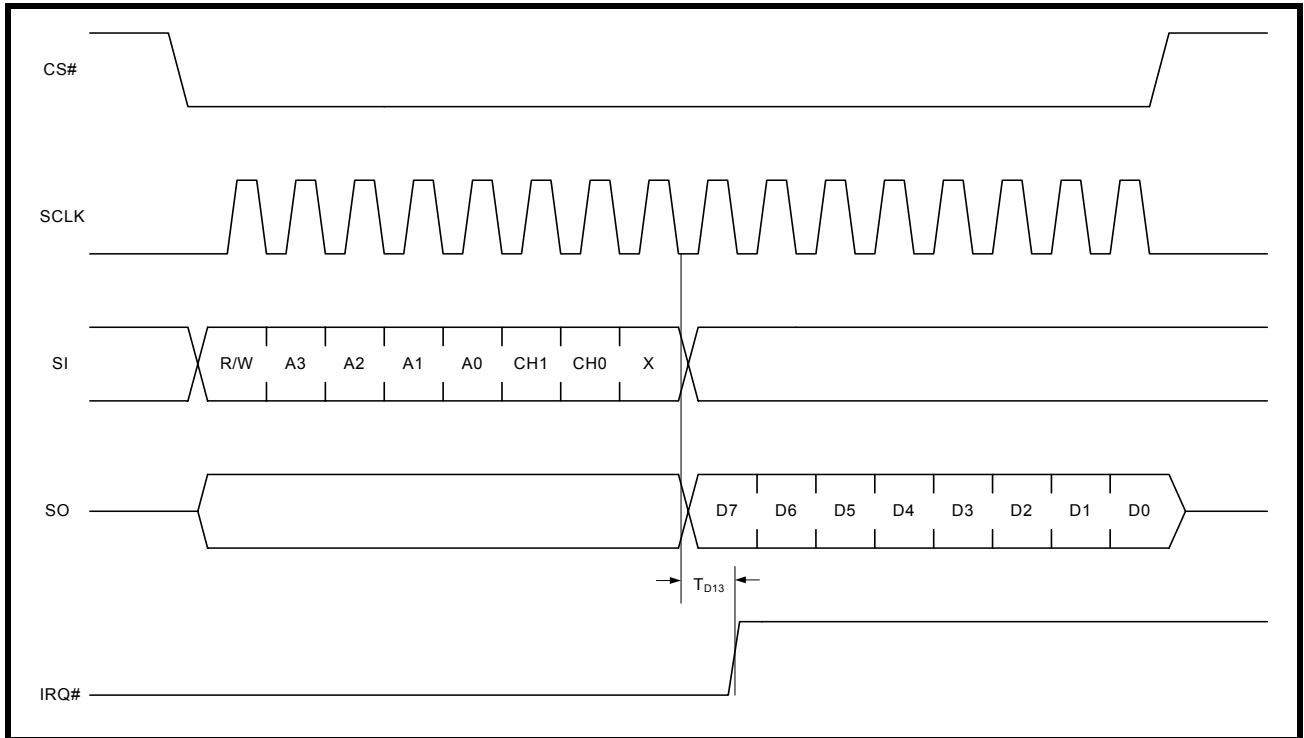 CS#
SCLK
SI R/W A3 A2 A1 A0 CH1 CH0 X
SO D7 D6 D5 D4 D3 D2 D1 D0
TD13
IRQ#